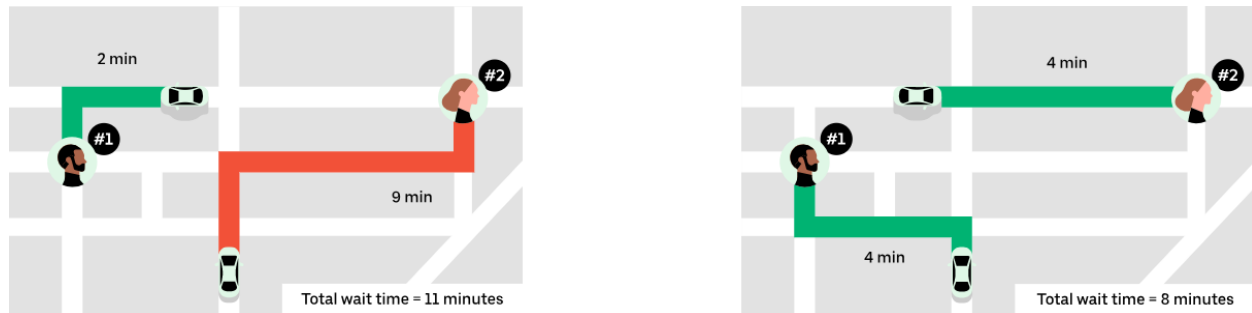 2 min
#2
#1
9 min
Total wait time = 11 minutes
4 min
#2
#1
4 min
Total wait time = 8 minutes